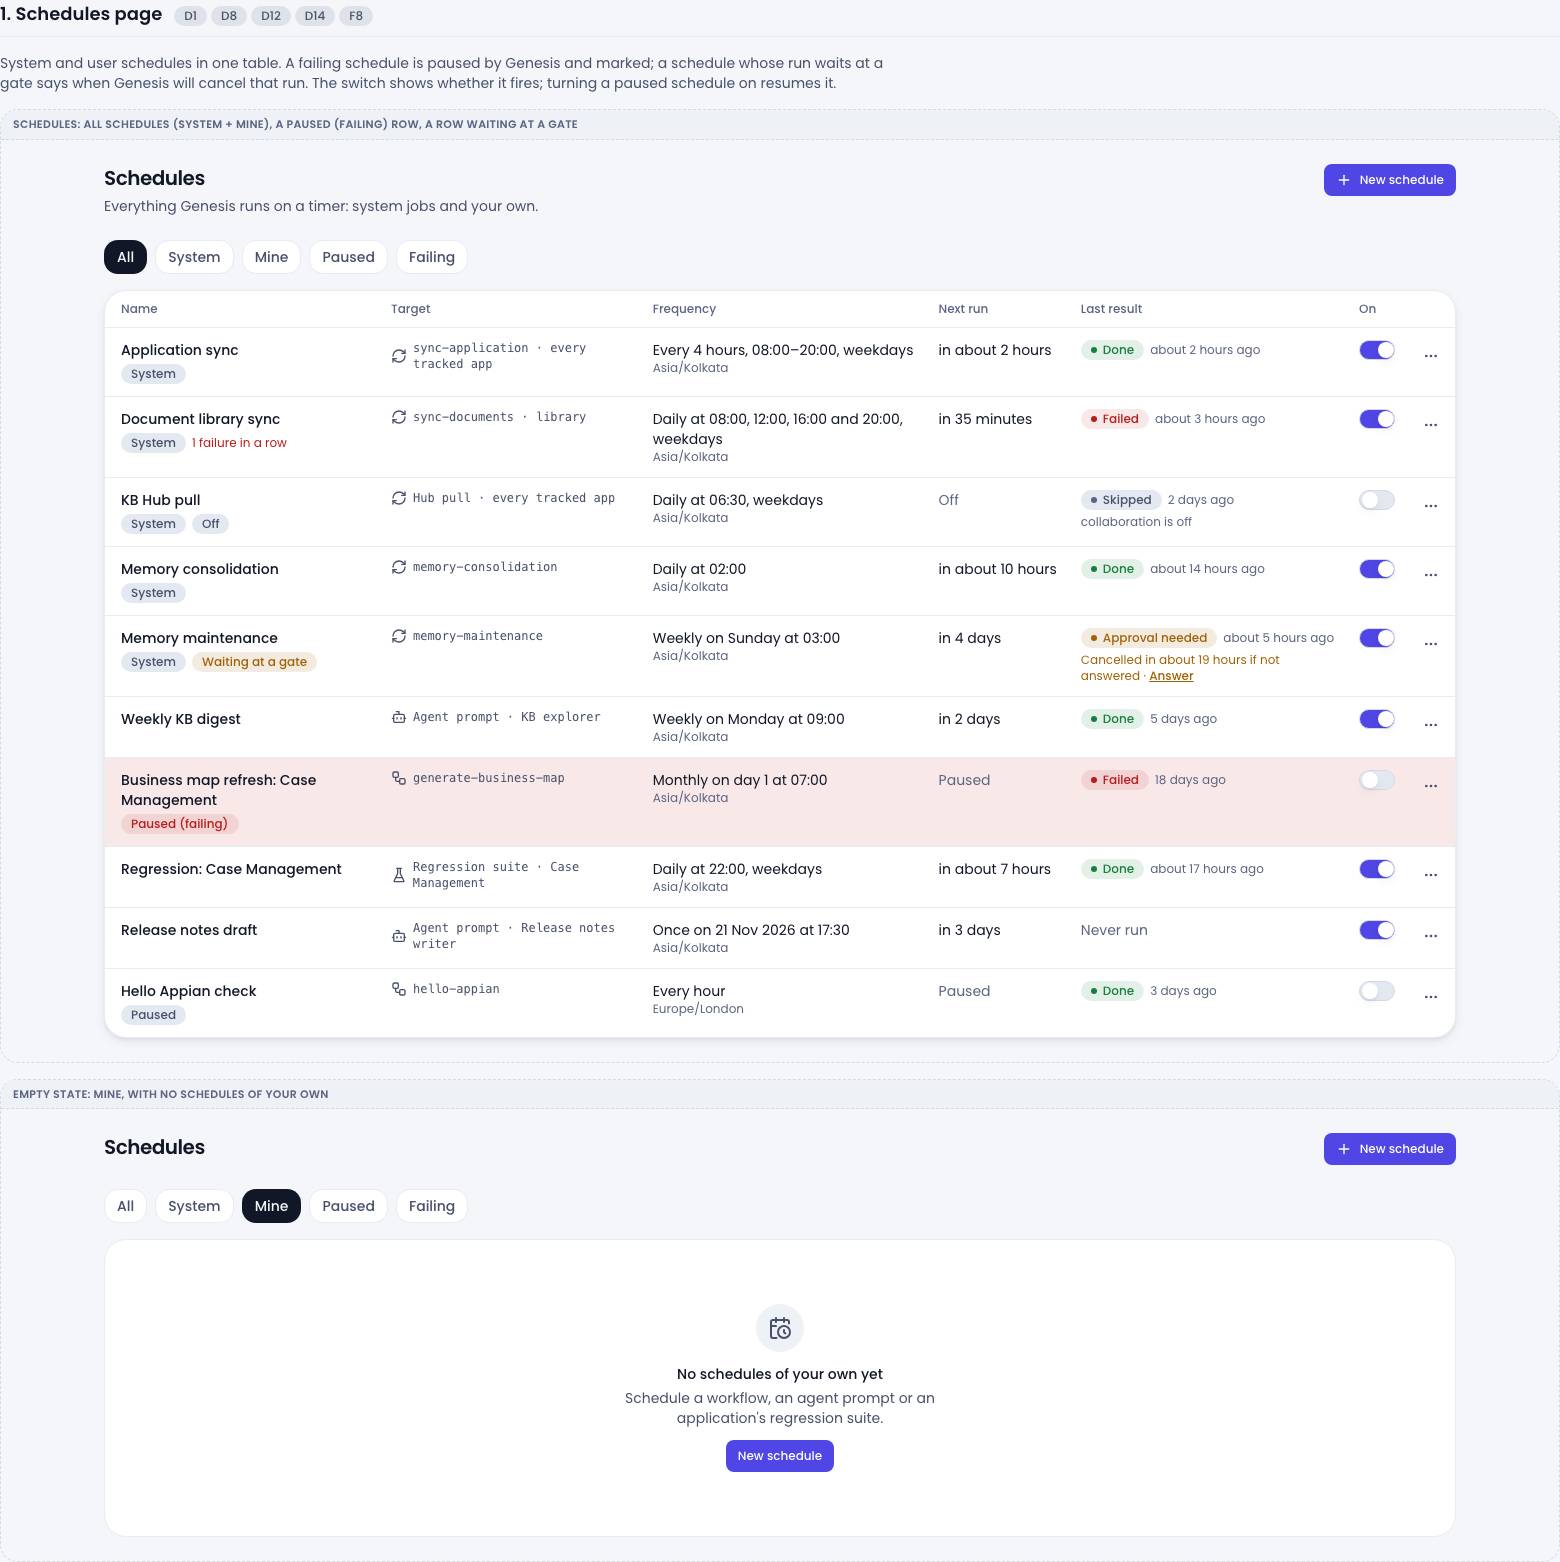 1. Schedules page D1 D8 D12 D14 F8
System and user schedules in one table. A failing schedule is paused by Genesis and marked; a schedule whose run waits at a
gate says when Genesis will cancel that run. The switch shows whether it fires; turning a paused schedule on resumes it.
SCHEDULES: ALL SCHEDULES (SYSTEM + MINE), A PAUSED (FAILING) ROW, A ROW WAITING AT A GATE
Schedules
+ New schedule
Everything Genesis runs on a timer: system jobs and your own.
All System Mine Paused Failing
Name Target Frequency Next run Last result On
Application sync
System
sync-application · every
tracked app
Every 4 hours, 08:00–20:00, weekdays
Asia/Kolkata
in about 2 hours
Done about 2 hours ago
...
Document library sync
System 1 failure in a row
sync-documents · library
Daily at 08:00, 12:00, 16:00 and 20:00,
weekdays
Asia/Kolkata
in 35 minutes
Failed about 3 hours ago
...
KB Hub pull
System Off
Hub pull · every tracked app
Daily at 06:30, weekdays
Asia/Kolkata
Off
Skipped 2 days ago
collaboration is off
...
Memory consolidation
System
memory-consolidation
Daily at 02:00
Asia/Kolkata
in about 10 hours
Done about 14 hours ago
...
Memory maintenance
System Waiting at a gate
memory-maintenance
Weekly on Sunday at 03:00
Asia/Kolkata
in 4 days
Approval needed about 5 hours ago
Cancelled in about 19 hours if not
answered · Answer
...
Weekly KB digest
Agent prompt · KB explorer
Weekly on Monday at 09:00
Asia/Kolkata
in 2 days
Done 5 days ago
...
Business map refresh: Case
Management
Paused (failing)
generate-business-map
Monthly on day 1 at 07:00
Asia/Kolkata
Paused
Failed 18 days ago
...
Regression: Case Management
Regression suite · Case
Management
Daily at 22:00, weekdays
Asia/Kolkata
in about 7 hours
Done about 17 hours ago
...
Release notes draft
Agent prompt · Release notes
writer
Once on 21 Nov 2026 at 17:30
Asia/Kolkata
in 3 days
Never run
...
Hello Appian check
Paused
hello-appian
Every hour
Europe/London
Paused
Done 3 days ago
...
EMPTY STATE: MINE, WITH NO SCHEDULES OF YOUR OWN
Schedules
+ New schedule
All System Mine Paused Failing
No schedules of your own yet
Schedule a workflow, an agent prompt or an
application's regression suite.
New schedule